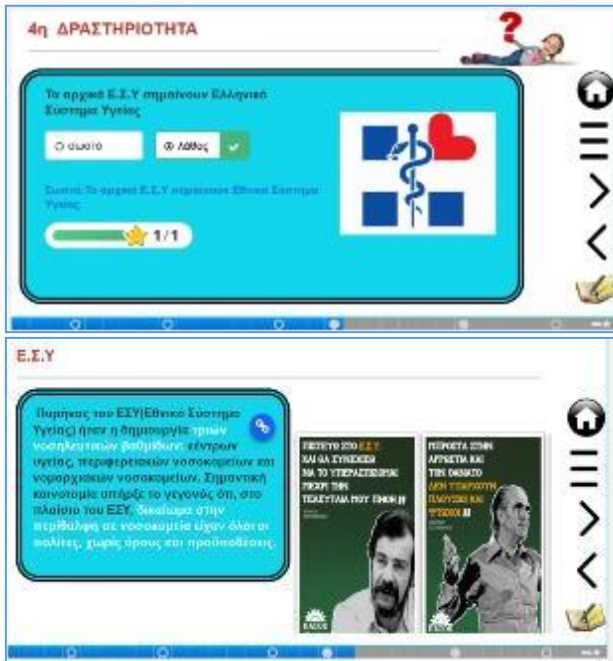 4η ΔΡΑΣΤΗΡΙΟΤΗΤΑ
Τα αρχικά Ε.Σ.Υ σημαίνουν Ελληνικό
Σύστημα Υγείας
σωστό
λάθος
Σωστά: Τα αρχικά Ε.Σ.Υ σημαίνουν Εθνικό Σύστημα
Υγείας
1/1
Ε.Σ.Υ
Πυρήνας του ΕΣΥ(Εθνικό Σύστημα
Υγείας) ήταν η δημιουργία τριών
νοσηλευτικών βαθμίδων: κέντρων
υγείας, περιφερειακών νοσοκομείων και
νομαρχιακών νοσοκομείων. Σημαντική
καινοτομία υπήρξε το γεγονός ότι, στο
πλαίσιο του ΕΣΥ, δικαίωμα στην
περίθαλψη σε νοσοκομεία είχαν όλοι οι
πολίτες, χωρίς όρους και προϋποθέσεις.
ΠΙΣΤΕΥΩ ΣΤΟ Ε.Σ.Υ
ΚΑΙ ΘΑ ΣΥΝΕΧΙΣΩ
ΝΑ ΤΟ ΥΠΕΡΑΣΠΙΖΟΜΑΙ
ΜΕΧΡΙ ΤΗΝ
ΤΕΛΕΥΤΑΙΑ ΜΟΥ ΠΝΟΗ
ΠΑΣΟΚ
ΜΠΡΟΣΤΑ ΣΤΗΝ
ΑΡΡΩΣΤΙΑ ΚΑΙ
ΤΟΝ ΘΑΝΑΤΟ
ΔΕΝ ΥΠΑΡΧΟΥΝ
ΠΛΟΥΣΙΟΙ ΚΑΙ
ΦΤΩΧΟΙ
ΠΑΣΟΚ